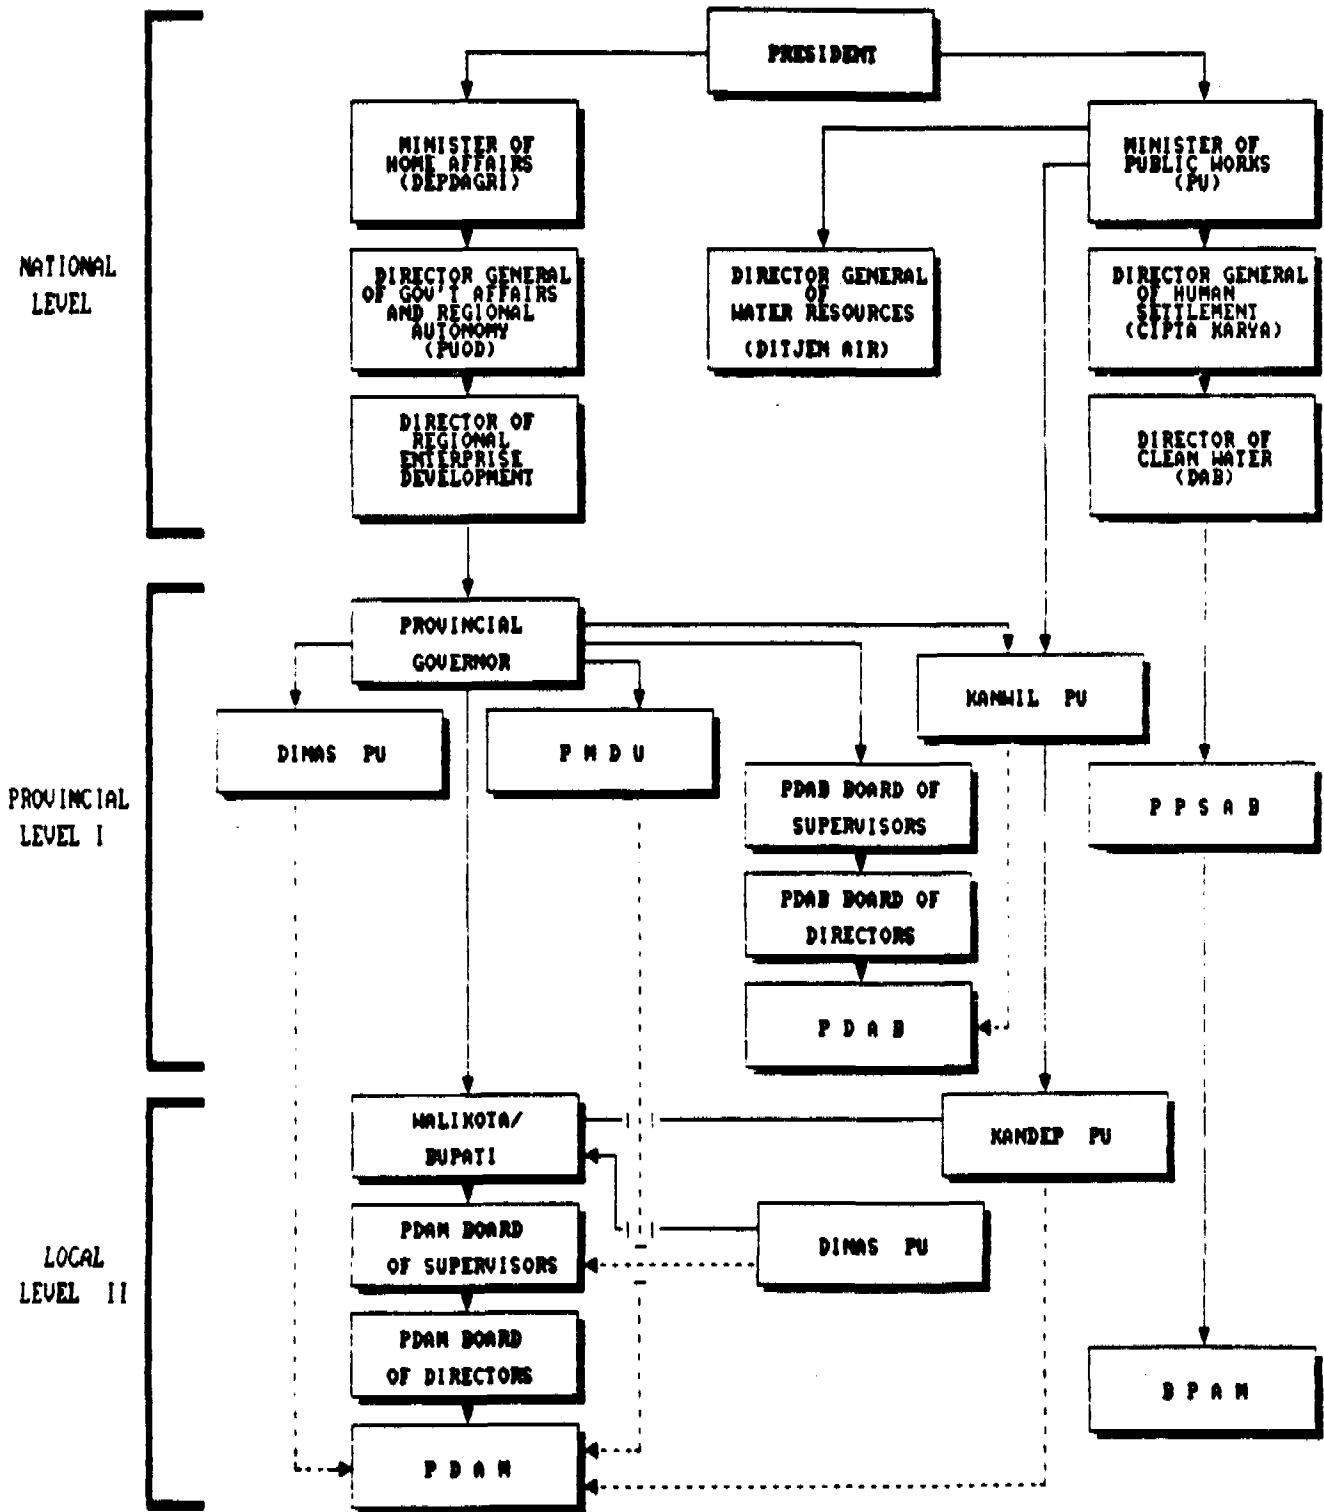 PRESIDENT
MINISTER OF
HOME AFFAIRS
(DEPDAGRI)
MINISTER OF
PUBLIC WORKS
(PU)
NATIONAL
LEVEL
DIRECTOR GENERAL
OF GOV'T AFFAIRS
AND REGIONAL
AUTONOMY
(PUOD)
DIRECTOR GENERAL
OF
WATER RESOURCES
(DITJEN AIR)
DIRECTOR GENERAL
OF HUMAN
SETTLEMENT
(CIPTA KARYA)
DIRECTOR OF
REGIONAL
ENTERPRISE
DEVELOPMENT
DIRECTOR OF
CLEAN WATER
(DAB)
PROVINCIAL
GOVERNOR
KANWIL PU
DINAS PU
P M D U
PROVINCIAL
LEVEL I
PDAB BOARD OF
SUPERVISORS
P P S A B
PDAB BOARD OF
DIRECTORS
P D A B
WALIKOTA/
BUPATI
KANDEP PU
LOCAL
LEVEL II
PDAM BOARD
OF SUPERVISORS
DINAS PU
PDAM BOARD
OF DIRECTORS
B P A M
P D A M